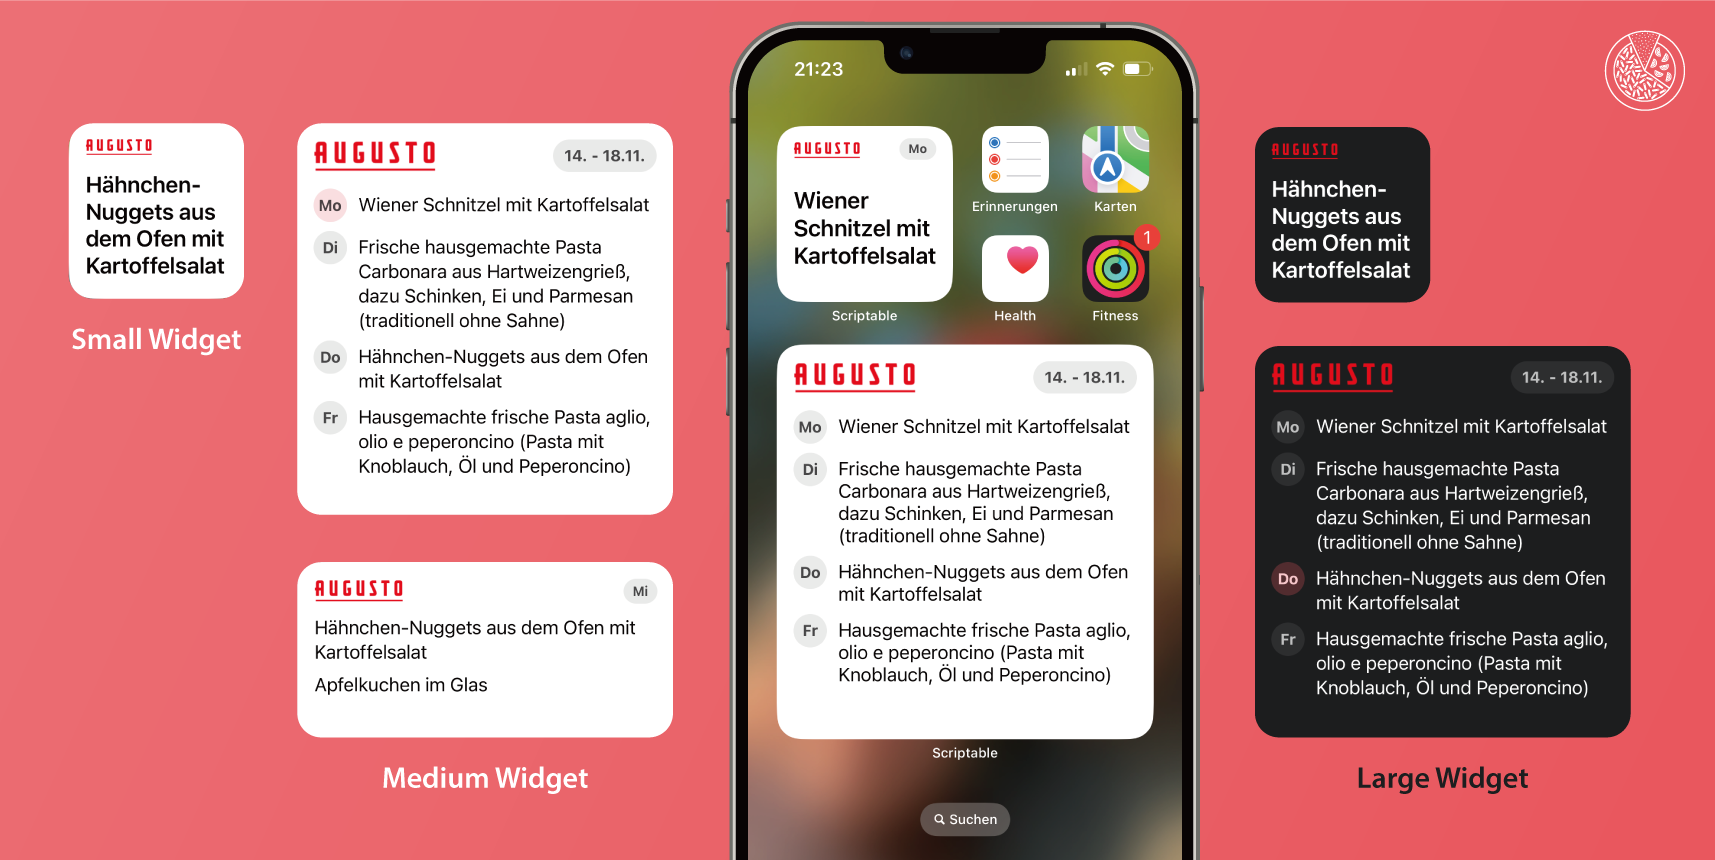 AUGUSTO
Hähnchen-
Nuggets aus
dem Ofen mit
Kartoffelsalat
Small Widget
AUGUSTO
14. - 18.11.
Mo Wiener Schnitzel mit Kartoffelsalat
Di Frische hausgemachte Pasta
Carbonara aus Hartweizengrieß,
dazu Schinken, Ei und Parmesan
(traditionell ohne Sahne)
Do Hähnchen-Nuggets aus dem Ofen
mit Kartoffelsalat
Fr Hausgemachte frische Pasta aglio,
olio e peperoncino (Pasta mit
Knoblauch, Öl und Peperoncino)
AUGUSTO
Mi
Hähnchen-Nuggets aus dem Ofen mit
Kartoffelsalat
Apfelkuchen im Glas
Medium Widget
21:23
AUGUSTO
Mo
Wiener
Schnitzel mit
Kartoffelsalat
Scriptable
Erinnerungen
Karten
Health
1
Fitness
AUGUSTO
14. - 18.11.
Mo Wiener Schnitzel mit Kartoffelsalat
Di Frische hausgemachte Pasta
Carbonara aus Hartweizengrieß,
dazu Schinken, Ei und Parmesan
(traditionell ohne Sahne)
Do Hähnchen-Nuggets aus dem Ofen
mit Kartoffelsalat
Fr Hausgemachte frische Pasta aglio,
olio e peperoncino (Pasta mit
Knoblauch, Öl und Peperoncino)
Scriptable
Suchen
AUGUSTO
Hähnchen-
Nuggets aus
dem Ofen mit
Kartoffelsalat
AUGUSTO
14. - 18.11.
Mo Wiener Schnitzel mit Kartoffelsalat
Di Frische hausgemachte Pasta
Carbonara aus Hartweizengrieß,
dazu Schinken, Ei und Parmesan
(traditionell ohne Sahne)
Do Hähnchen-Nuggets aus dem Ofen
mit Kartoffelsalat
Fr Hausgemachte frische Pasta aglio,
olio e peperoncino (Pasta mit
Knoblauch, Öl und Peperoncino)
Large Widget